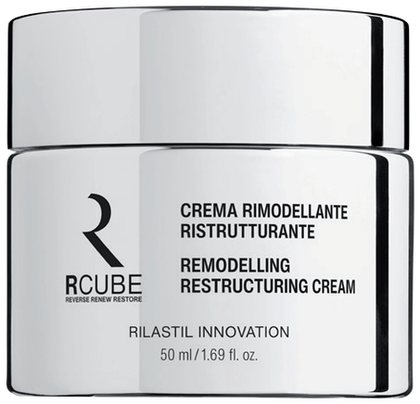 R
RCUBE
REVERSE RENEW RESTORE
CREMA RIMODELLANTE
RISTRUTTURANTE
REMODELLING
RESTRUCTURING CREAM
RILASTIL INNOVATION
50 ml / 1.69 fl. oz.